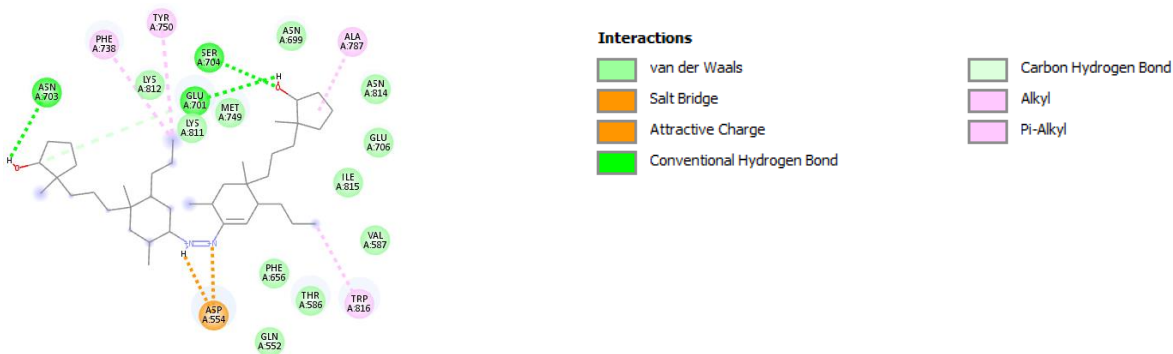 TYR
A:750
PHE
A:738
SER
A:704
ASN
A:699
ALA
A:787
ASN
A:703
LYS
A:812
GLU
A:701
MET
A:749
LYS
A:811
ASN
A:814
GLU
A:706
ILE
A:815
VAL
A:587
PHE
A:656
THR
A:586
TRP
A:816
ASP
A:554
GLN
A:552
H
O
H
O
N
N
H
Interactions
van der Waals
Salt Bridge
Attractive Charge
Conventional Hydrogen Bond
Carbon Hydrogen Bond
Alkyl
Pi-Alkyl